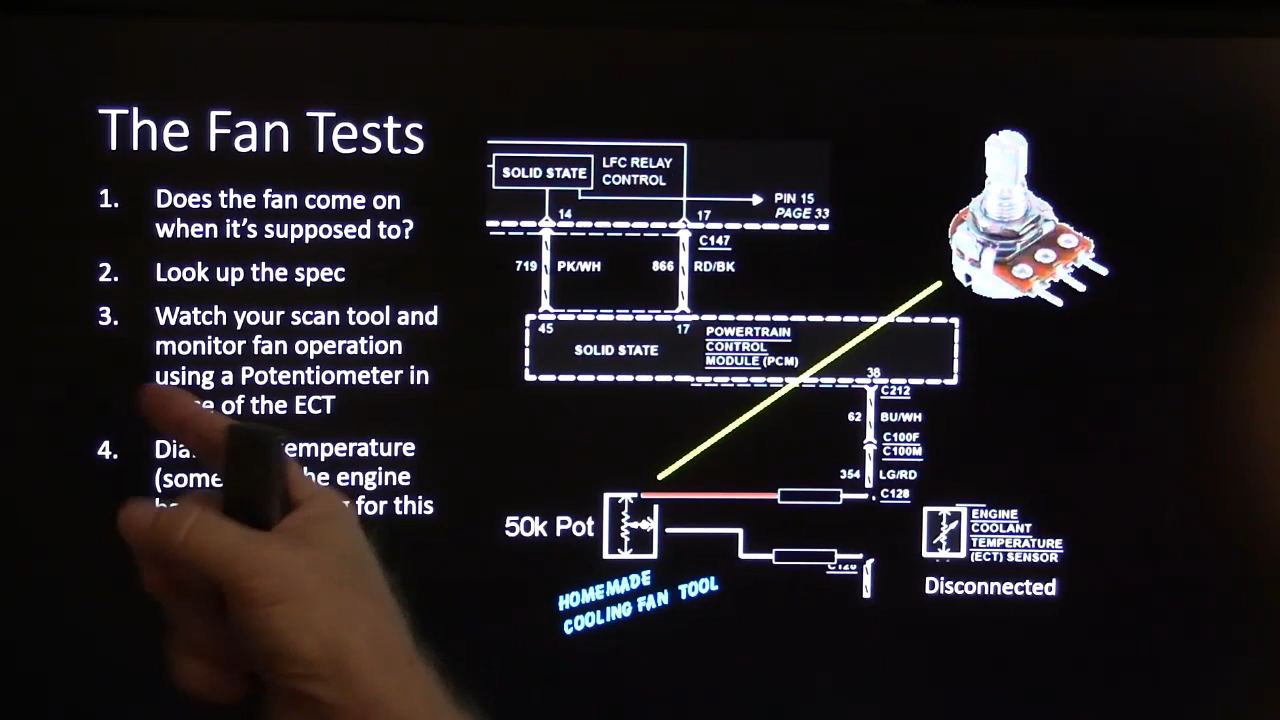 The Fan Tests
1. Does the fan come on
when it's supposed to?
2. Look up the spec
3. Watch your scan tool and
monitor fan operation
using a Potentiometer in
of the ECT
4. temperature
engine
for this
SOLID STATE
LFC RELAY
CONTROL
PIN 15
PAGE 33
14
17
C147
719
PK/WH
866
RD/BK
45
17
SOLID STATE
POWERTRAIN
CONTROL
MODULE (PCM)
38
C212
62
BU/WH
C100F
C100M
354
LG/RD
C128
50k Pot
ENGINE
COOLANT
TEMPERATURE
(ECT) SENSOR
Disconnected
HOMEMADE
COOLING FAN TOOL